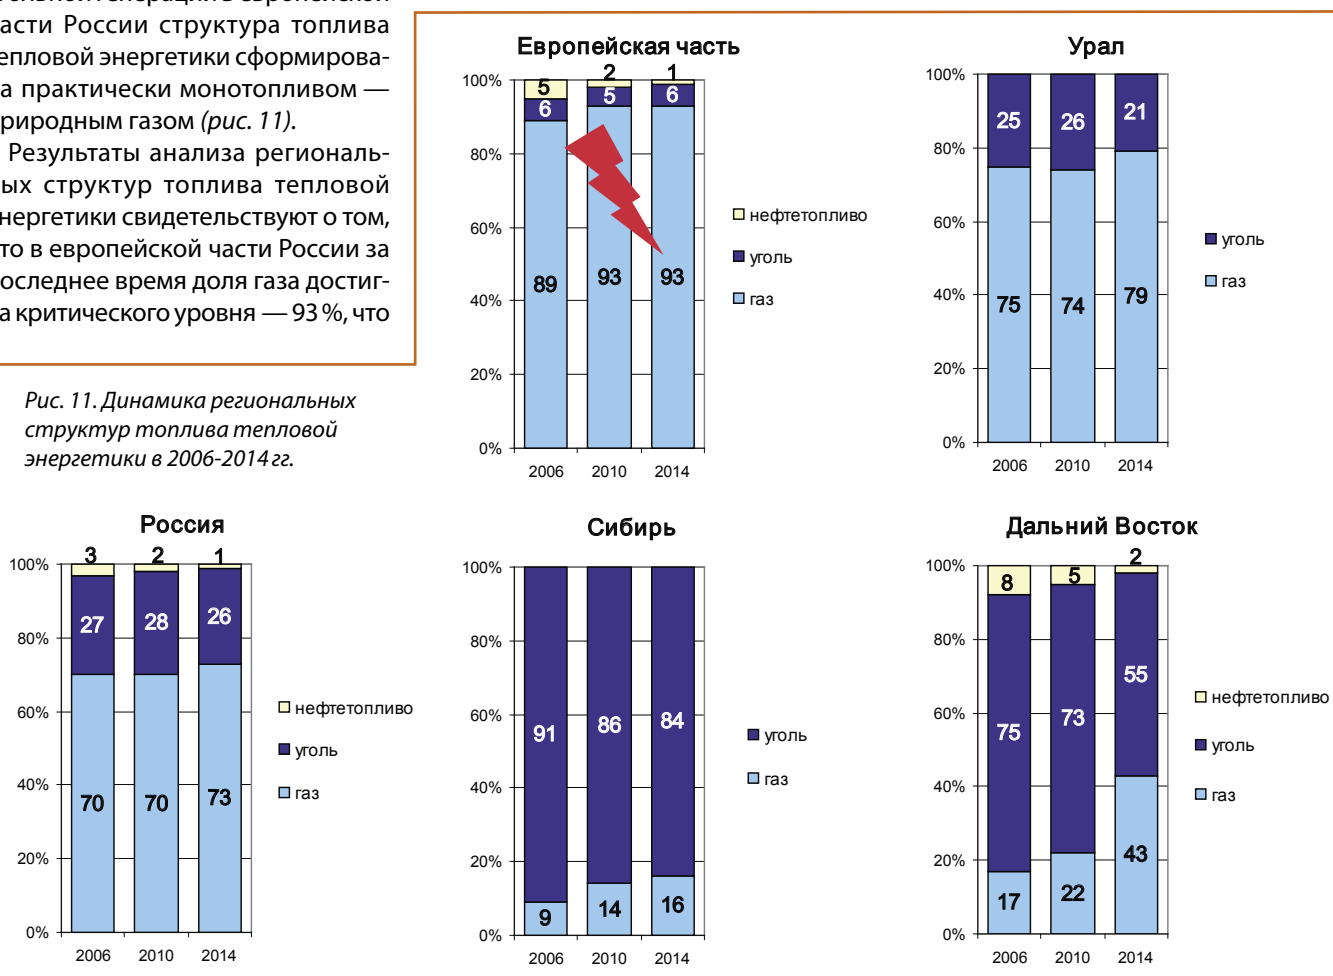 асти России структура топлива
епловой энергетики сформирова-
а практически монотопливом —
риродным газом (рис. 11).
Результаты анализа региональ-
ых структур топлива тепловой
нергетики свидетельствуют о том,
то в европейской части России за
оследнее время доля газа достиг-
а критического уровня — 93 %, что
Рис. 11. Динамика региональных
структур топлива тепловой
энергетики в 2006-2014 гг.
Европейская часть
100%
80%
60%
40%
20%
0%
5
2
1
6
5
6
89
93
93
2006
2010
2014
нефтетопливо
уголь
газ
Урал
100%
80%
60%
40%
20%
0%
25
26
21
75
74
79
2006
2010
2014
уголь
газ
Россия
100%
80%
60%
40%
20%
0%
3
2
1
27
28
26
70
70
73
2006
2010
2014
нефтетопливо
уголь
газ
Сибирь
100%
80%
60%
40%
20%
0%
91
86
84
9
14
16
2006
2010
2014
уголь
газ
Дальний Восток
100%
80%
60%
40%
20%
0%
8
5
2
75
73
55
17
22
43
2006
2010
2014
нефтетопливо
уголь
газ